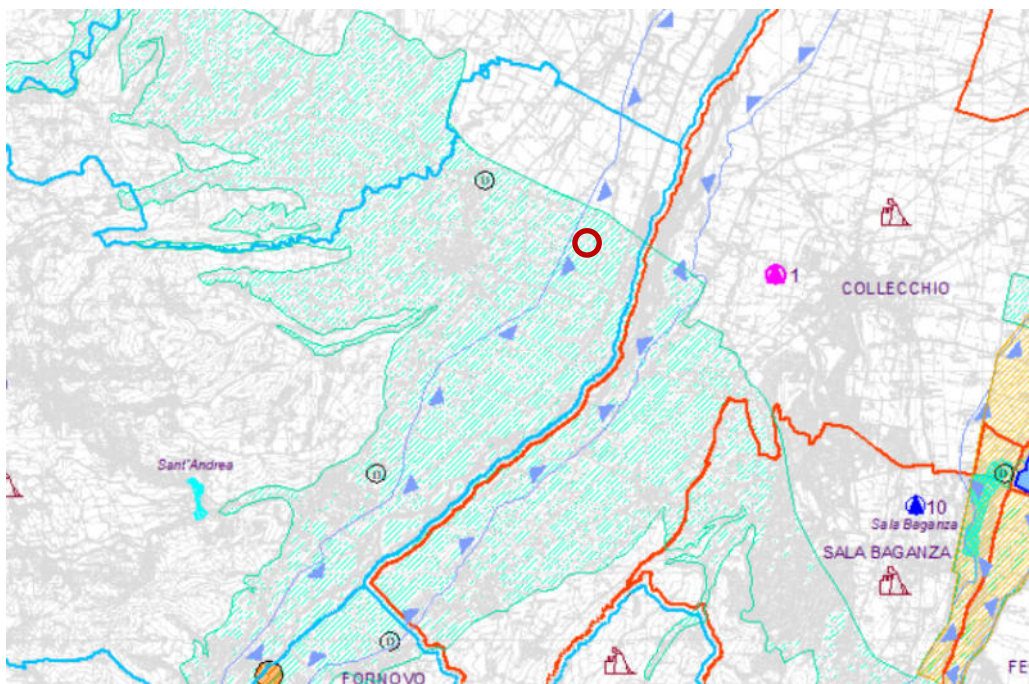 D
1
COLLECCHIO
Sant'Andrea
D
D
10
Sala Baganza
SALA BAGANZA
D
FORNOVO
FE